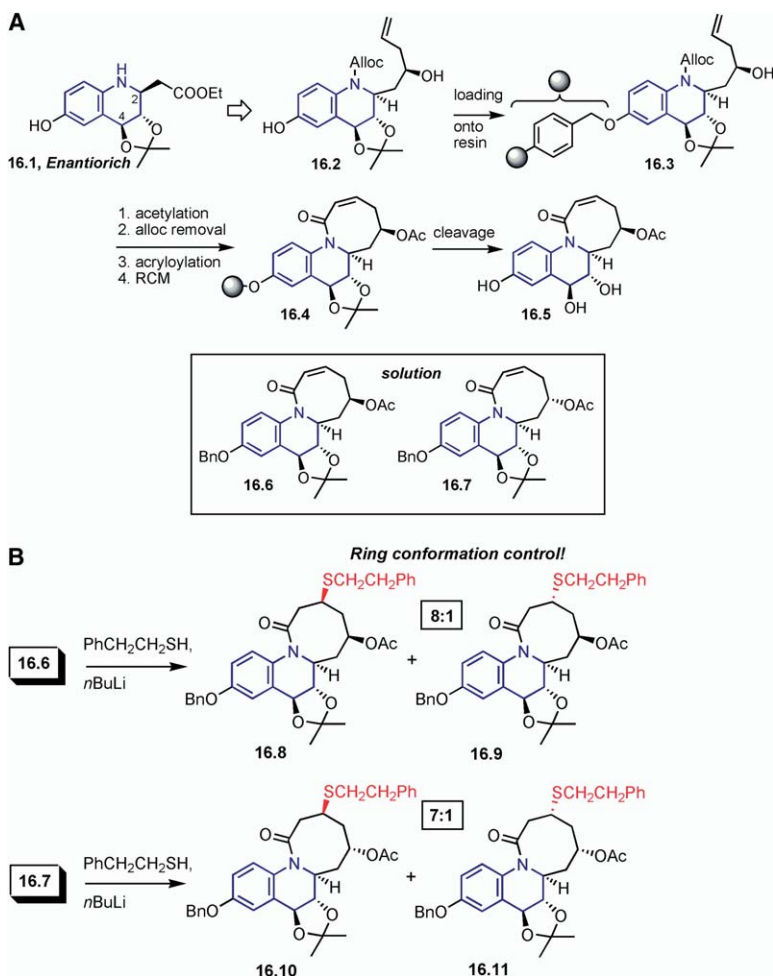 A
HO
H
N
2
4
COOEt
O
O
16.1, Enantiorich
Alloc
N
OH
H
HO
O
O
16.2
loading
onto
resin
Alloc
N
OH
H
O
O
O
16.3
1. acetylation
2. alloc removal
3. acryloylation
4. RCM
O
N
OAc
H
O
O
O
16.4
cleavage
O
N
OAc
H
HO
OH
OH
16.5
solution
O
N
OAc
H
BnO
O
O
16.6
O
N
OAc
H
BnO
O
O
16.7
B
Ring conformation control!
16.6
PhCH2CH2SH,
nBuLi
SCH2CH2Ph
O
N
OAc
H
BnO
O
O
16.8
8:1
+
SCH2CH2Ph
O
N
OAc
H
BnO
O
O
16.9
16.7
PhCH2CH2SH,
nBuLi
SCH2CH2Ph
O
N
OAc
H
BnO
O
O
16.10
7:1
+
SCH2CH2Ph
O
N
OAc
H
BnO
O
O
16.11